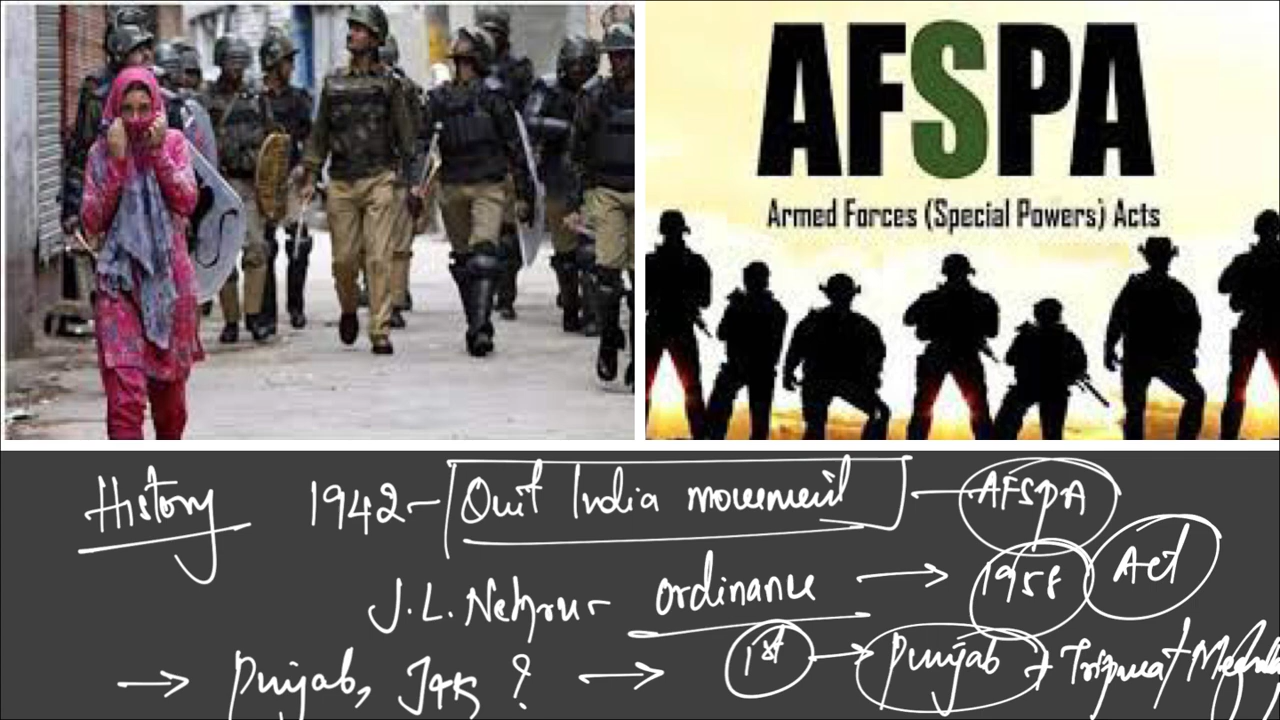 AFSPA
Armed Forces (Special Powers) Acts
History 1942 - Quit India movement - AFSPA
J.L. Nehru - ordinance → 1958 Act
→ Punjab, J&K ? → 1st → Punjab + Tripura +